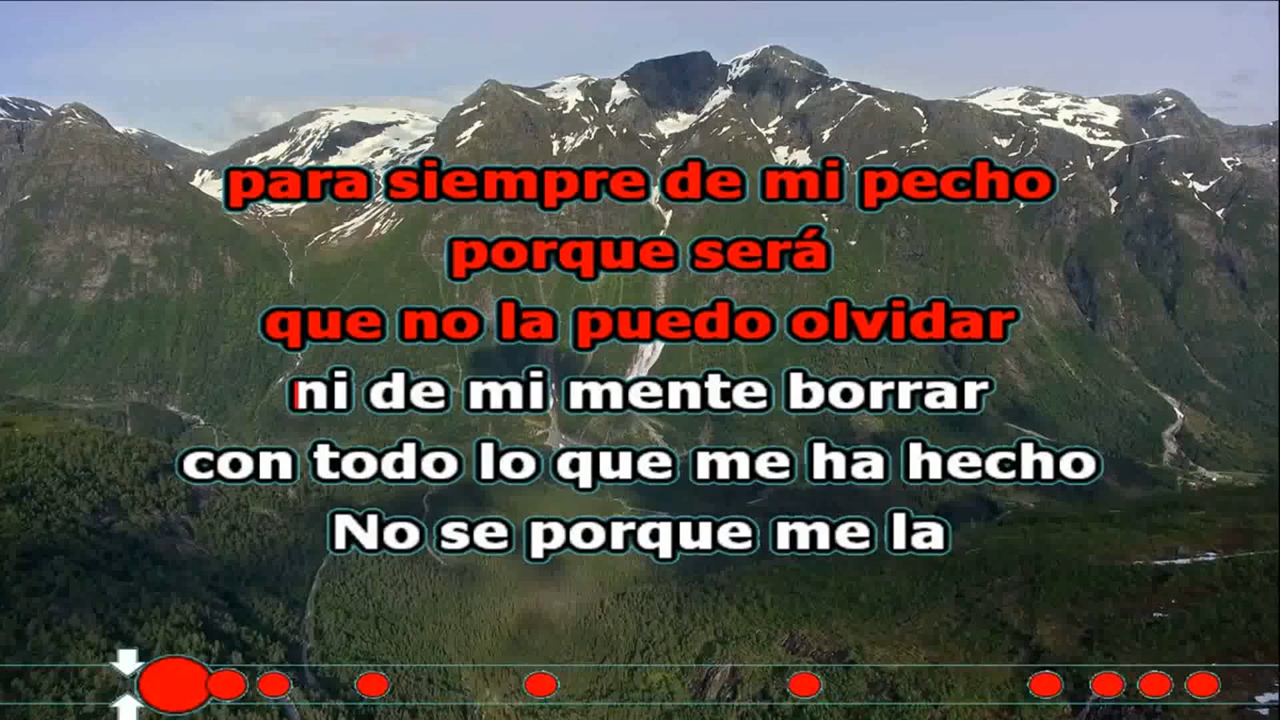 para siempre de mi pecho
porque será
que no la puedo olvidar
ni de mi mente borrar
con todo lo que me ha hecho
No se porque me la